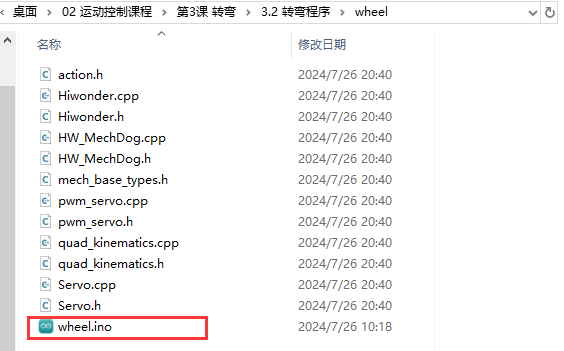 桌面 > 02 运动控制课程 > 第3课 转弯 > 3.2 转弯程序 > wheel
名称 修改日期
action.h 2024/7/26 20:40
Hiwonder.cpp 2024/7/26 20:40
Hiwonder.h 2024/7/26 20:40
HW_MechDog.cpp 2024/7/26 20:40
HW_MechDog.h 2024/7/26 20:40
mech_base_types.h 2024/7/26 20:40
pwm_servo.cpp 2024/7/26 20:40
pwm_servo.h 2024/7/26 20:40
quad_kinematics.cpp 2024/7/26 20:40
quad_kinematics.h 2024/7/26 20:40
Servo.cpp 2024/7/26 20:40
Servo.h 2024/7/26 20:40
wheel.ino 2024/7/26 10:18